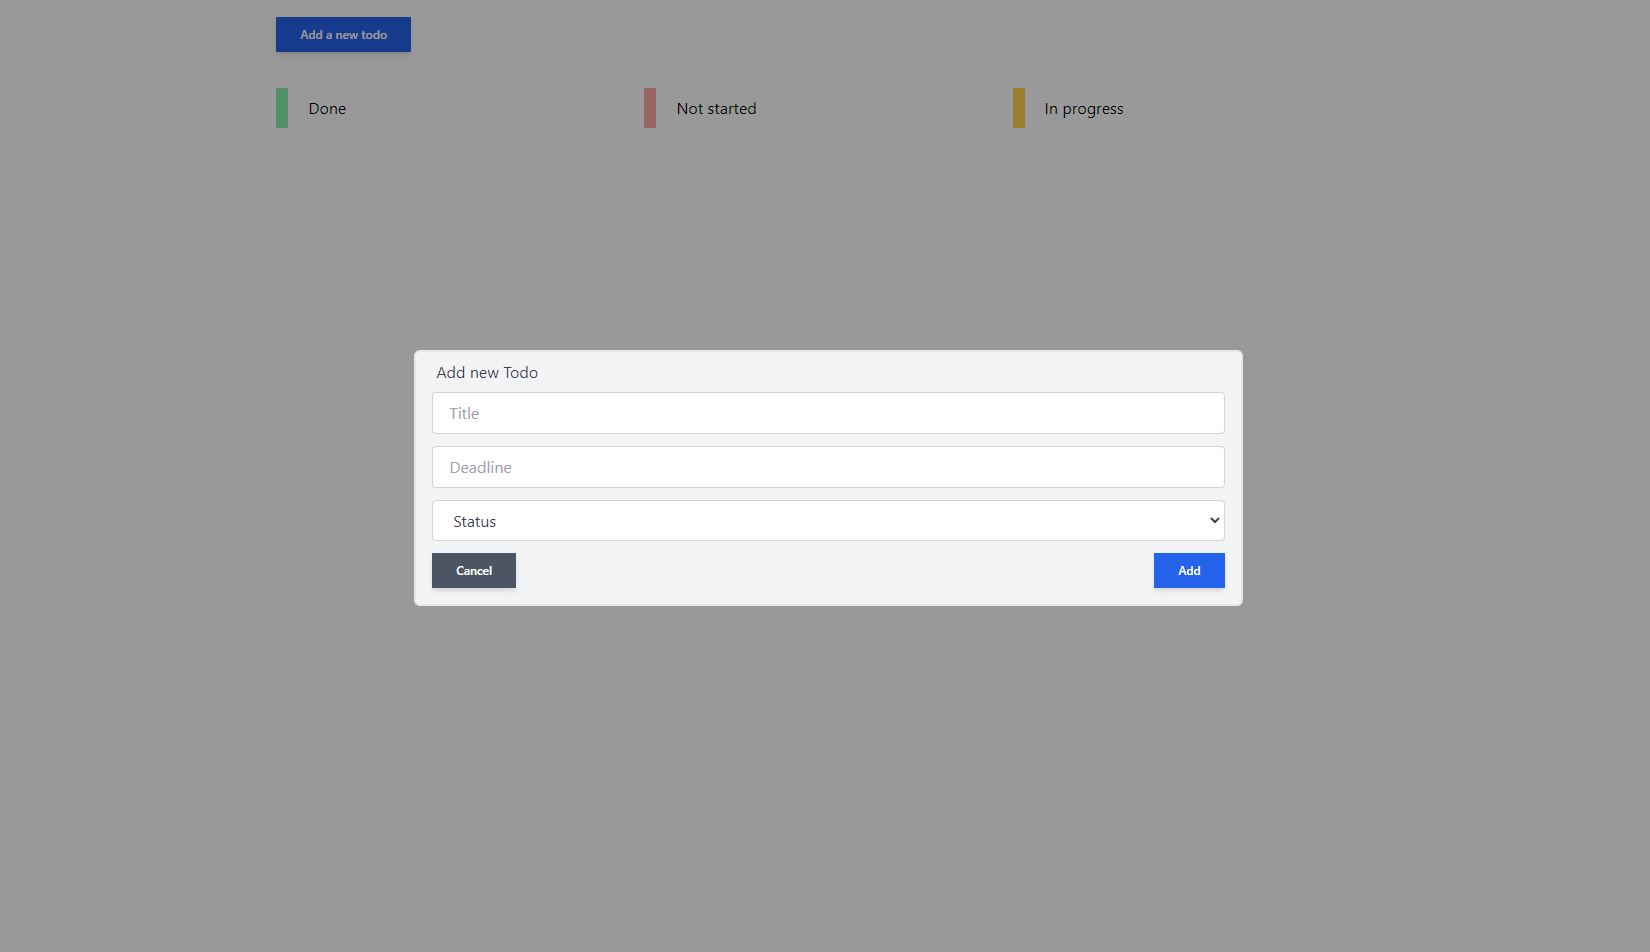 Add a new todo
Done
Not started
In progress
Add new Todo
Title
Deadline
Status
Cancel
Add